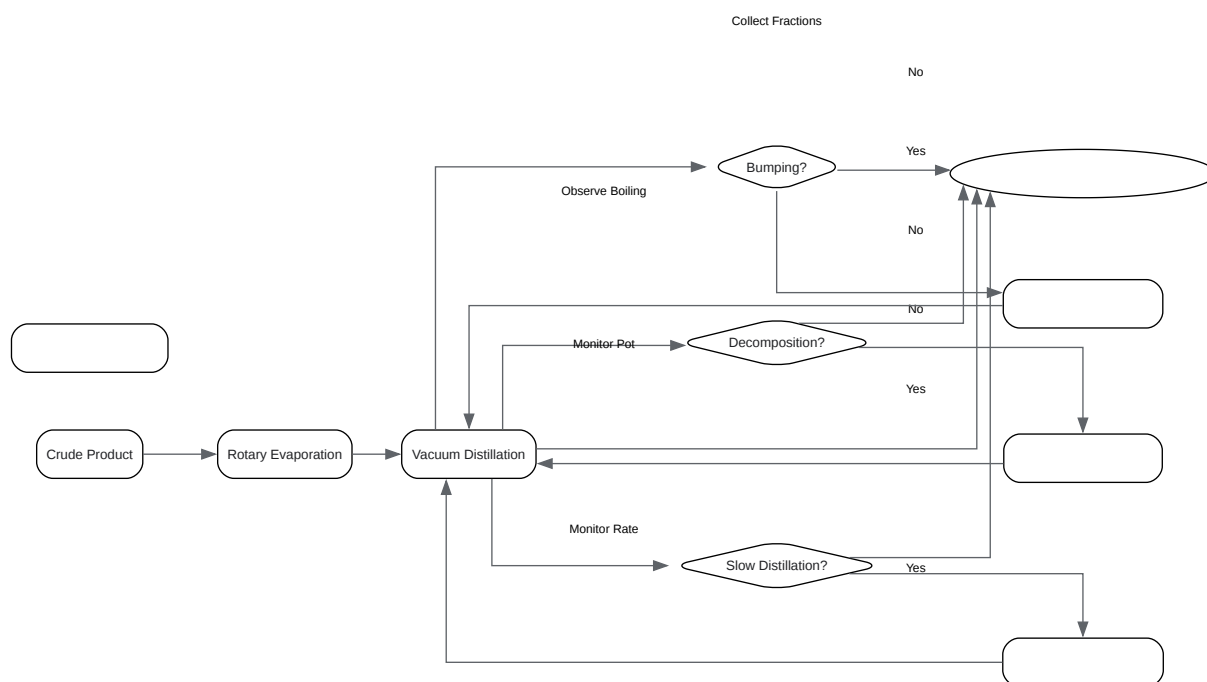 Collect Fractions
No
Yes
Bumping?
Observe Boiling
No
No
Monitor Pot
Decomposition?
Yes
Crude Product
Rotary Evaporation
Vacuum Distillation
Monitor Rate
Slow Distillation?
Yes